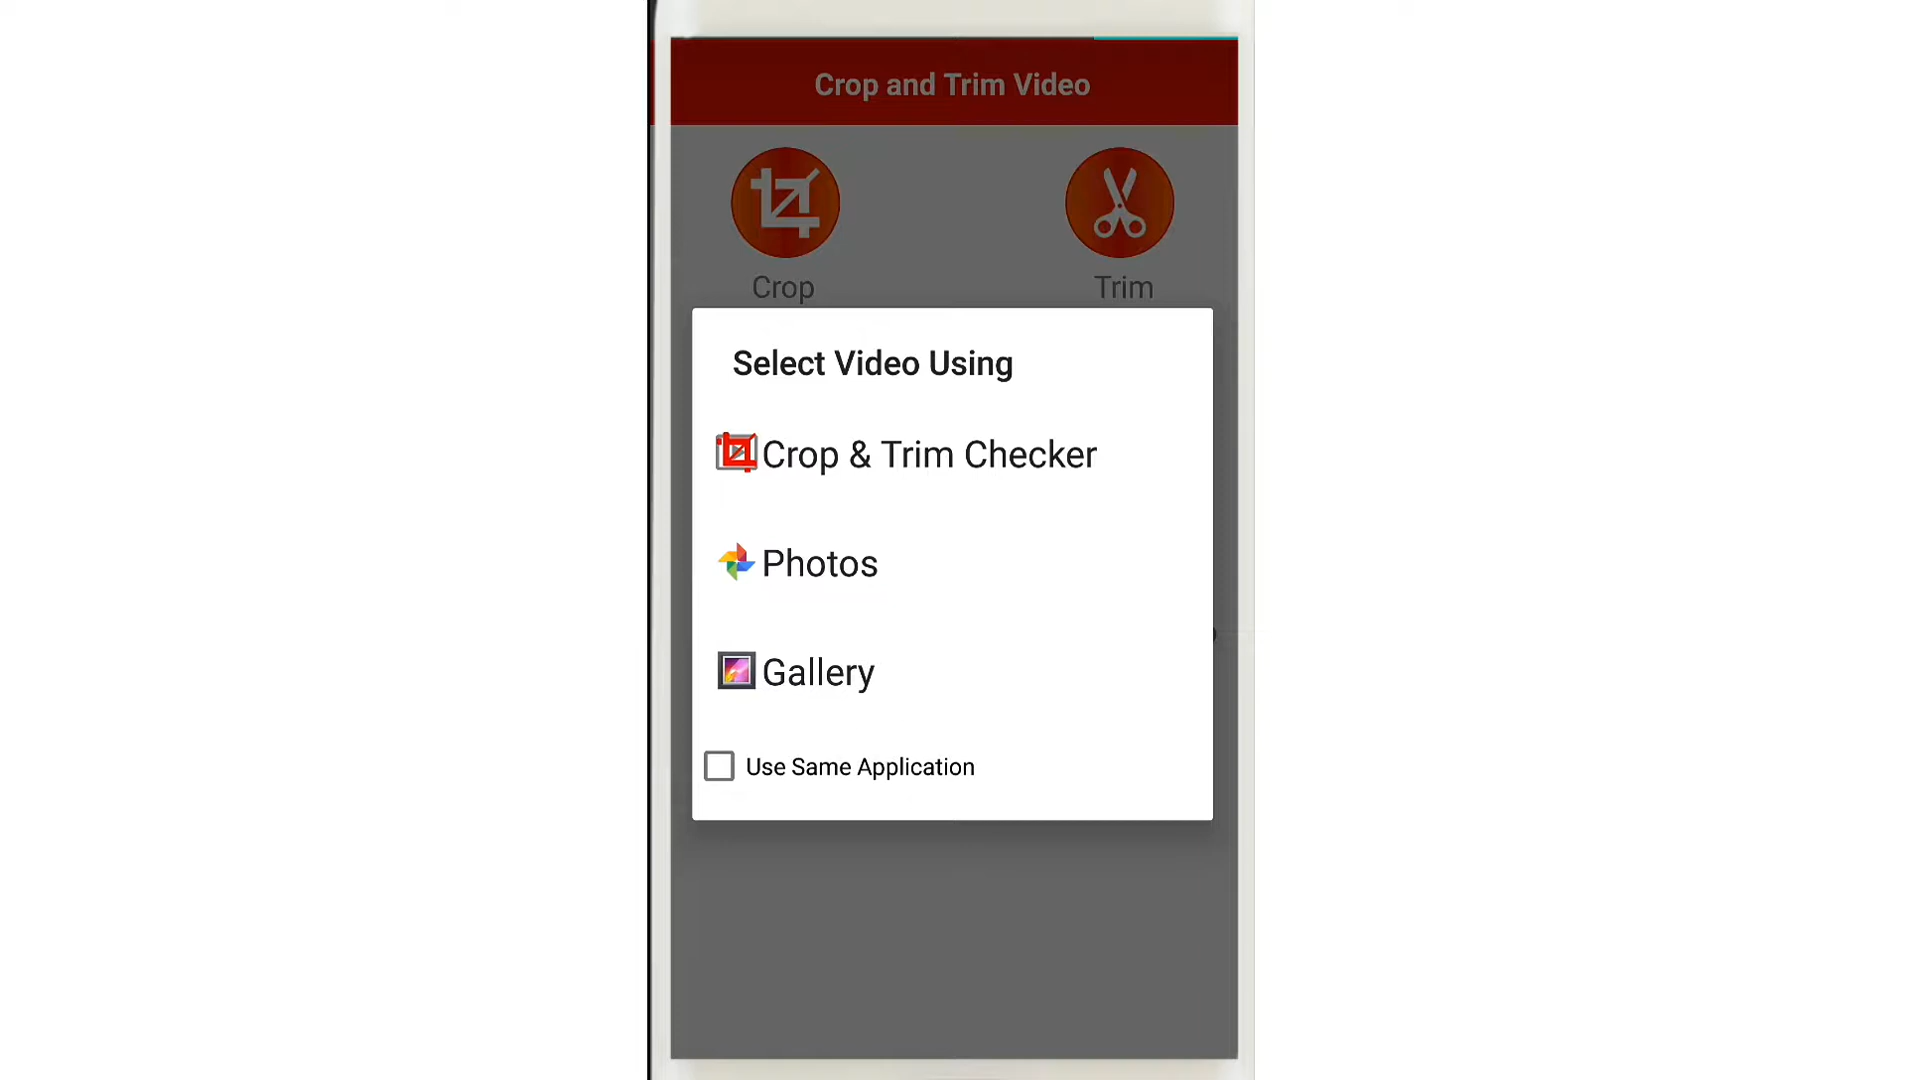 Crop and Trim Video
Crop
Trim
Select Video Using
Crop & Trim Checker
Photos
Gallery
Use Same Application